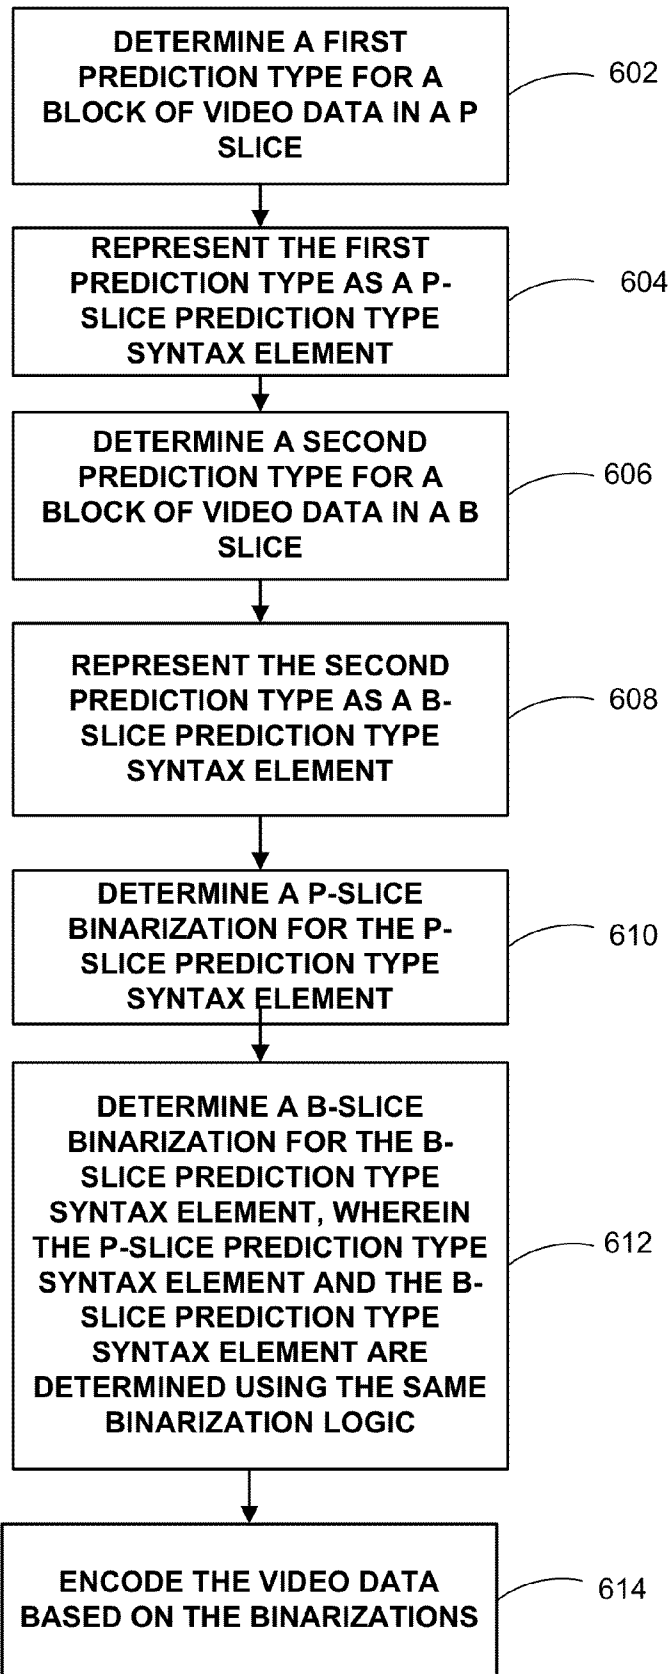 DETERMINE A FIRST
PREDICTION TYPE FOR A
BLOCK OF VIDEO DATA IN A P
SLICE
602
REPRESENT THE FIRST
PREDICTION TYPE AS A P-
SLICE PREDICTION TYPE
SYNTAX ELEMENT
604
DETERMINE A SECOND
PREDICTION TYPE FOR A
BLOCK OF VIDEO DATA IN A B
SLICE
606
REPRESENT THE SECOND
PREDICTION TYPE AS A B-
SLICE PREDICTION TYPE
SYNTAX ELEMENT
608
DETERMINE A P-SLICE
BINARIZATION FOR THE P-
SLICE PREDICTION TYPE
SYNTAX ELEMENT
610
DETERMINE A B-SLICE
BINARIZATION FOR THE B-
SLICE PREDICTION TYPE
SYNTAX ELEMENT, WHEREIN
THE P-SLICE PREDICTION TYPE
SYNTAX ELEMENT AND THE B-
SLICE PREDICTION TYPE
SYNTAX ELEMENT ARE
DETERMINED USING THE SAME
BINARIZATION LOGIC
612
ENCODE THE VIDEO DATA
BASED ON THE BINARIZATIONS
614